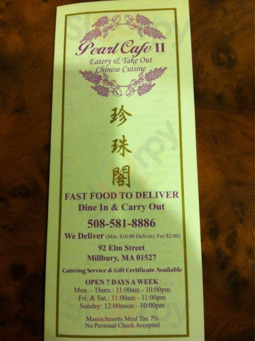 Pearl Cafe II
Eatery & Take Out
Chinese Cuisine
珍
珠
閣
FAST FOOD TO DELIVER
Dine In & Carry Out
508-581-8886
We Deliver (Min. $10.00 Delivery Fee $2.00)
92 Elm Street
Millbury, MA 01527
Catering Service & Gift Certificate Available
OPEN 7 DAYS A WEEK
Mon. - Thurs.: 11:00am - 10:00pm
Fri. & Sat.: 11:00am - 11:00pm
Sunday: 12:00noon - 10:00pm
Massachusetts Meal Tax 7%
No Personal Check Accepted